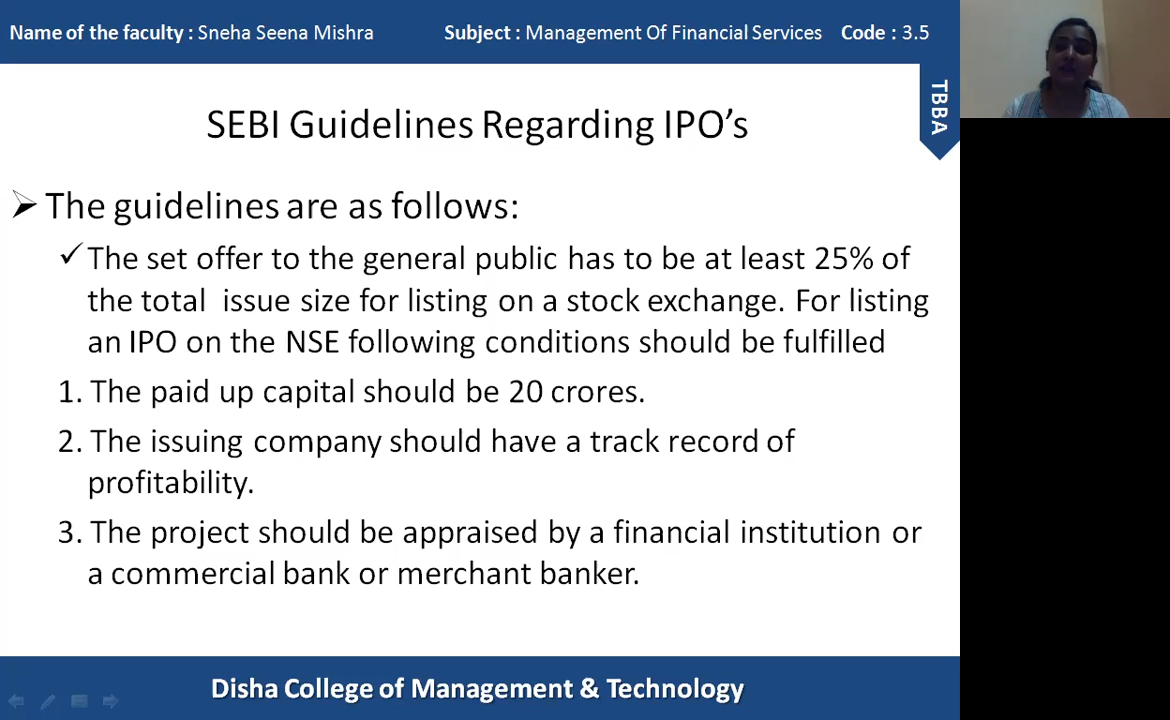 Name of the faculty : Sneha Seena Mishra Subject : Management Of Financial Services Code : 3.5
TBBA
SEBI Guidelines Regarding IPO’s
The guidelines are as follows:
The set offer to the general public has to be at least 25% of
the total issue size for listing on a stock exchange. For listing
an IPO on the NSE following conditions should be fulfilled
1. The paid up capital should be 20 crores.
2. The issuing company should have a track record of
profitability.
3. The project should be appraised by a financial institution or
a commercial bank or merchant banker.
Disha College of Management & Technology